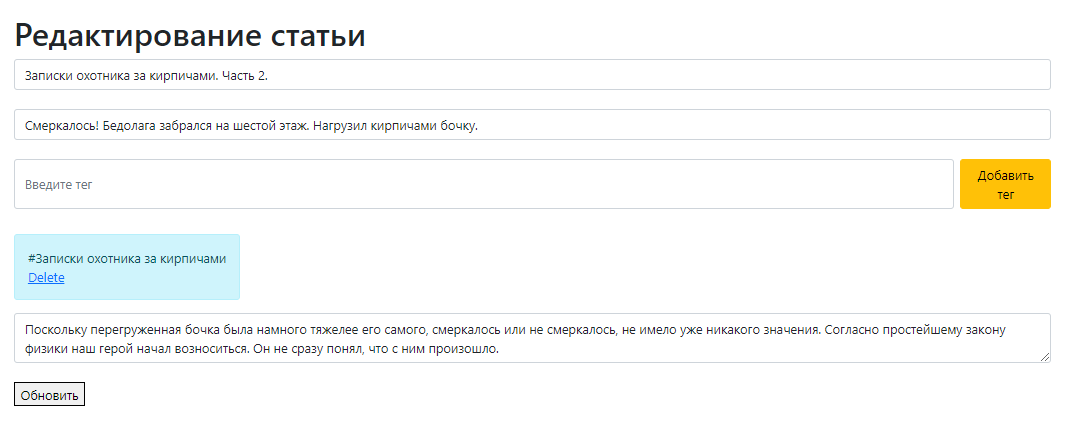 Редактирование статьи
Записки охотника за кирпичами. Часть 2.
Смеркалось! Бедолага забрался на шестой этаж. Нагрузил кирпичами бочку.
Введите тег
Добавить
тег
#Записки охотника за кирпичами
Delete
Поскольку перегруженная бочка была намного тяжелее его самого, смеркалось или не смеркалось, не имело уже никакого значения. Согласно простейшему закону
физики наш герой начал возноситься. Он не сразу понял, что с ним произошло.
Обновить